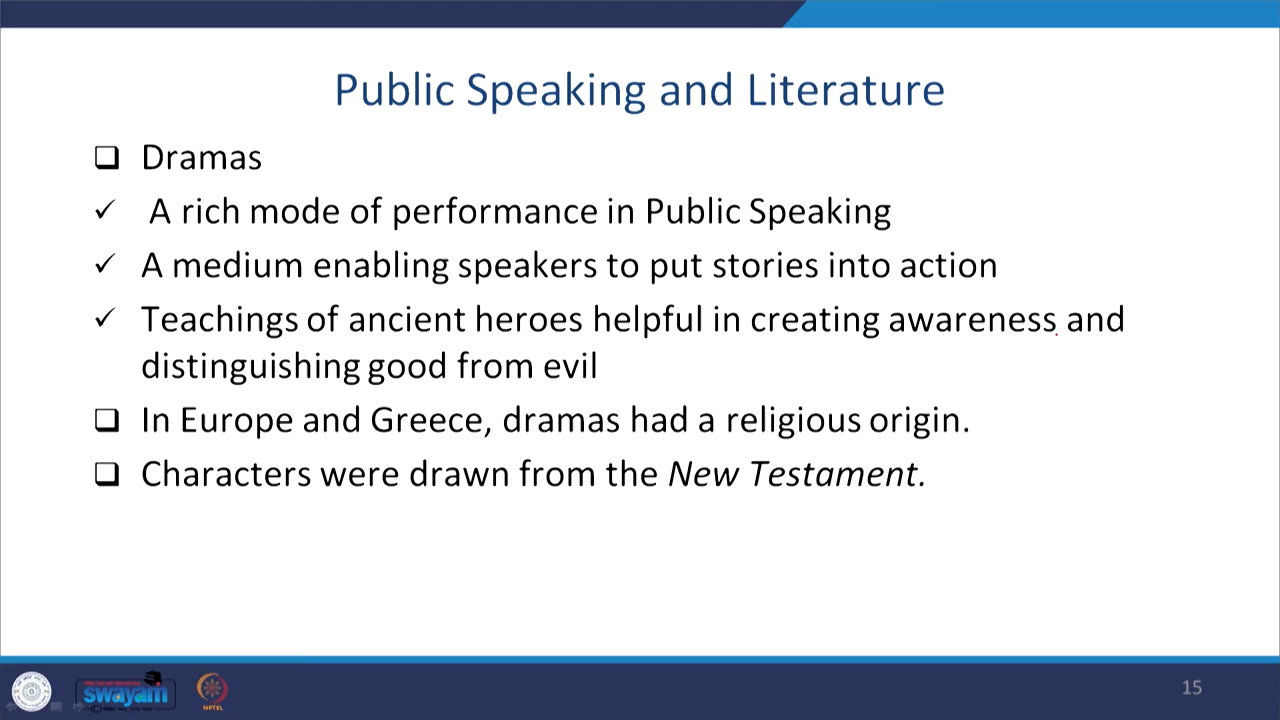 Public Speaking and Literature
Dramas
A rich mode of performance in Public Speaking
A medium enabling speakers to put stories into action
Teachings of ancient heroes helpful in creating awareness and
distinguishing good from evil
In Europe and Greece, dramas had a religious origin.
Characters were drawn from the New Testament.
swayam
NPTEL
15